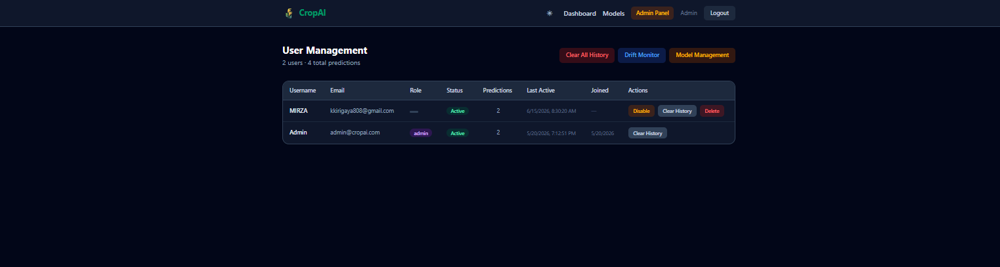 CropAI
☀ Dashboard Models Admin Panel Admin Logout
User Management
2 users · 4 total predictions
Clear All History Drift Monitor Model Management
Username Email Role Status Predictions Last Active Joined Actions
MIRZA kkirigaya808@gmail.com Active 2 6/15/2026, 8:30:20 AM — Disable Clear History Delete
Admin admin@cropai.com admin Active 2 5/20/2026, 7:12:51 PM 5/20/2026 Clear History